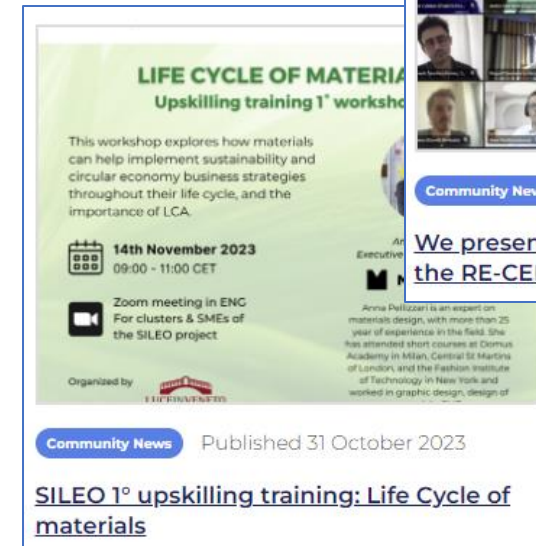 LIFE CYCLE OF MATERIA
Upskilling training 1° worksho
This workshop explores how materials
can help implement sustainability and
circular economy business strategies
throughout their life cycle, and the
importance of LCA.
14th November 2023
09:00 - 11:00 CET
Zoom meeting in ENG
For clusters & SMEs of
the SILEO project
Organized by
LUCEINVENETO
An
Executive
M
Anna Pellizzari is an expert on
materials design, with more than 25
year of experience in the field. She
has attended short courses at Domus
Academy in Milan, Central St Martins
of London, and the Fashion Institute
of Technology in New York and
worked in graphic design, design of
Community New
We presen
the RE-CE
Community News Published 31 October 2023
SILEO 1° upskilling training: Life Cycle of
materials